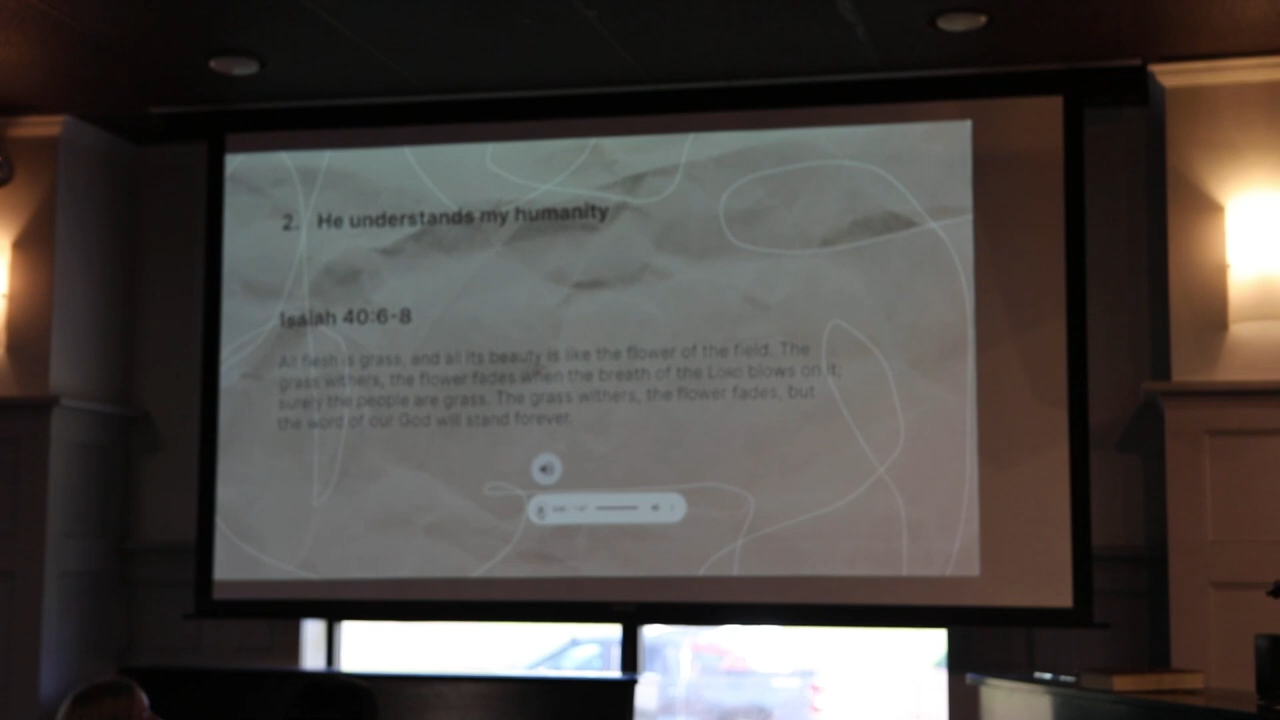 2. He understands my humanity
Isaiah 40:6-8
All flesh is grass, and all its beauty is like the flower of the field. The
grass withers, the flower fades when the breath of the LORD blows on it;
surely the people are grass. The grass withers, the flower fades, but
the word of our God will stand forever.